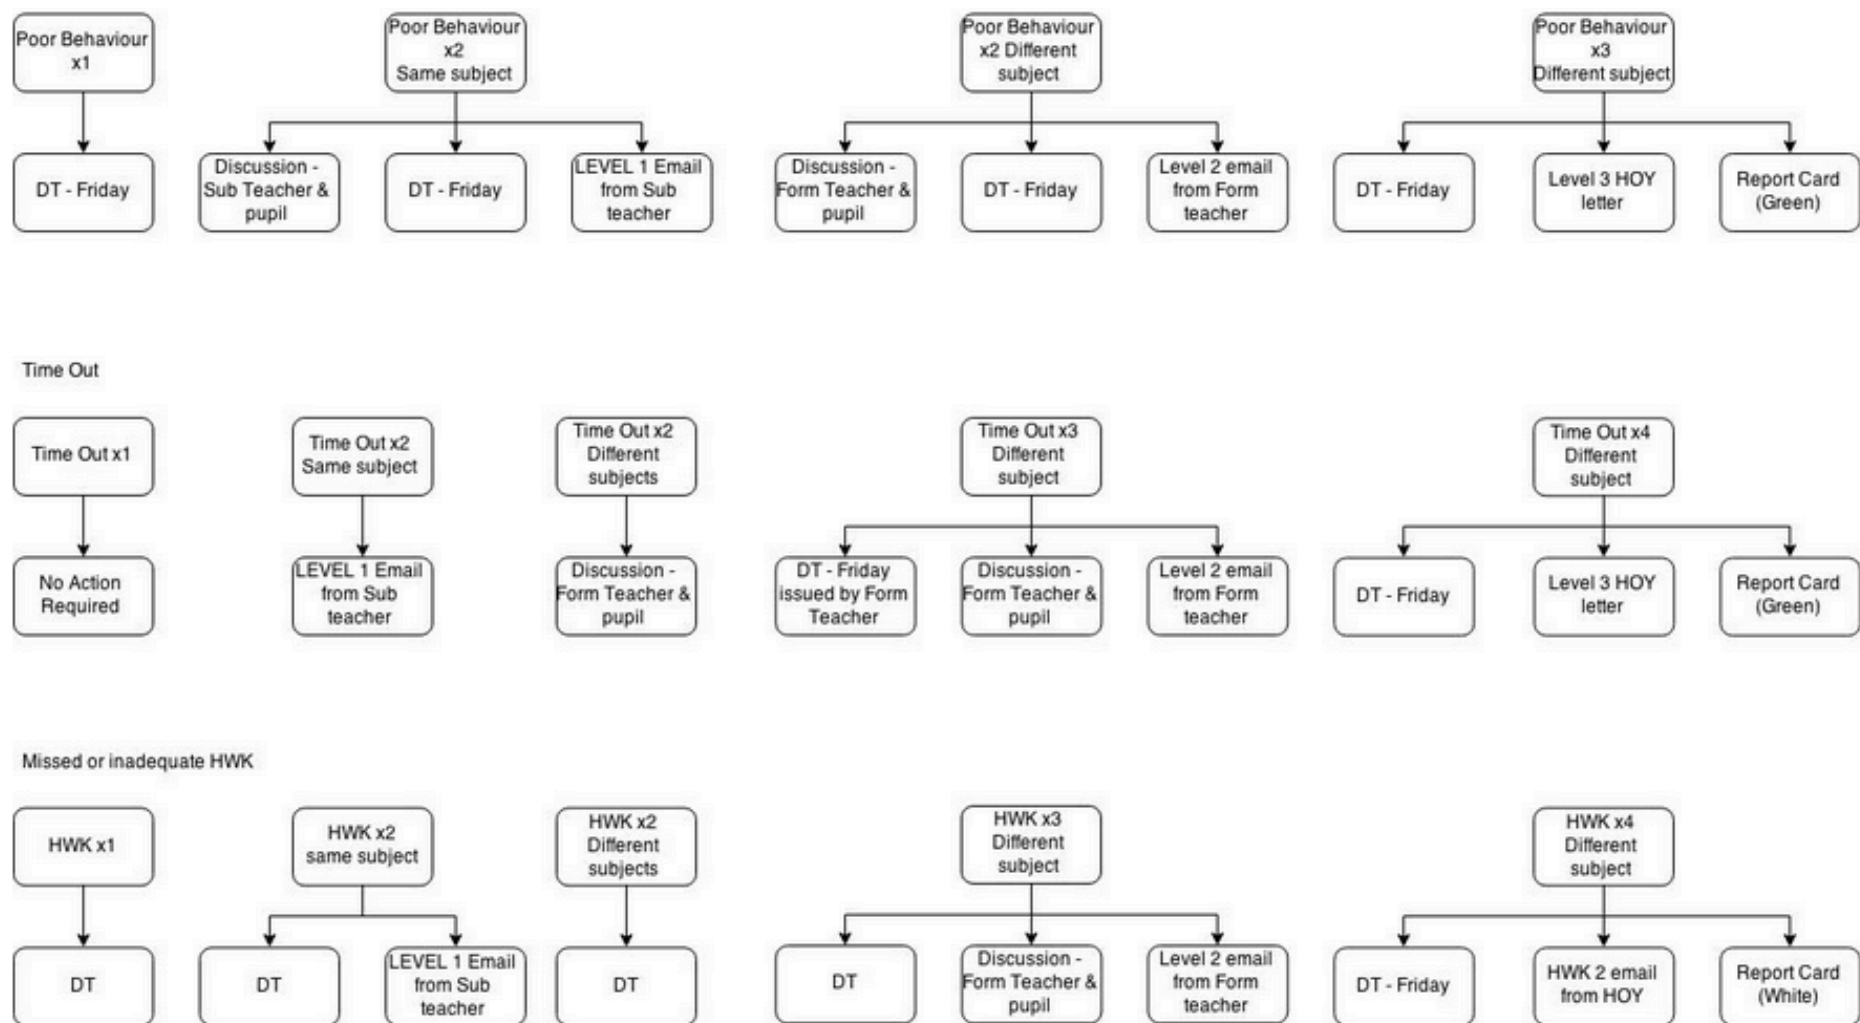 Poor Behaviour
x1
Poor Behaviour
x2
Same subject
Poor Behaviour
x2 Different
subject
Poor Behaviour
x3
Different subject
DT - Friday
Discussion -
Sub Teacher &
pupil
DT - Friday
LEVEL 1 Email
from Sub
teacher
Discussion -
Form Teacher &
pupil
DT - Friday
Level 2 email
from Form
teacher
DT - Friday
Level 3 HOY
letter
Report Card
(Green)
Time Out
Time Out x1
Time Out x2
Same subject
Time Out x2
Different
subjects
Time Out x3
Different
subject
Time Out x4
Different
subject
No Action
Required
LEVEL 1 Email
from Sub
teacher
Discussion -
Form Teacher &
pupil
DT - Friday
issued by Form
Teacher
Discussion -
Form Teacher &
pupil
Level 2 email
from Form
teacher
DT - Friday
Level 3 HOY
letter
Report Card
(Green)
Missed or inadequate HWK
HWK x1
HWK x2
same subject
HWK x2
Different
subjects
HWK x3
Different
subject
HWK x4
Different
subject
DT
DT
LEVEL 1 Email
from Sub
teacher
DT
DT
Discussion -
Form Teacher &
pupil
Level 2 email
from Form
teacher
DT - Friday
HWK 2 email
from HOY
Report Card
(White)